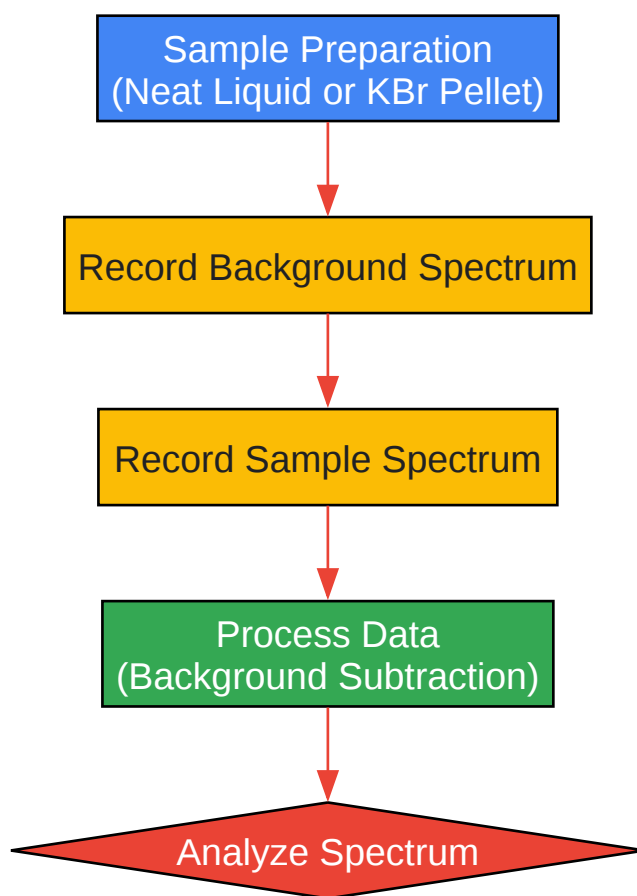 Sample Preparation
(Neat Liquid or KBr Pellet)
Record Background Spectrum
Record Sample Spectrum
Process Data
(Background Subtraction)
Analyze Spectrum